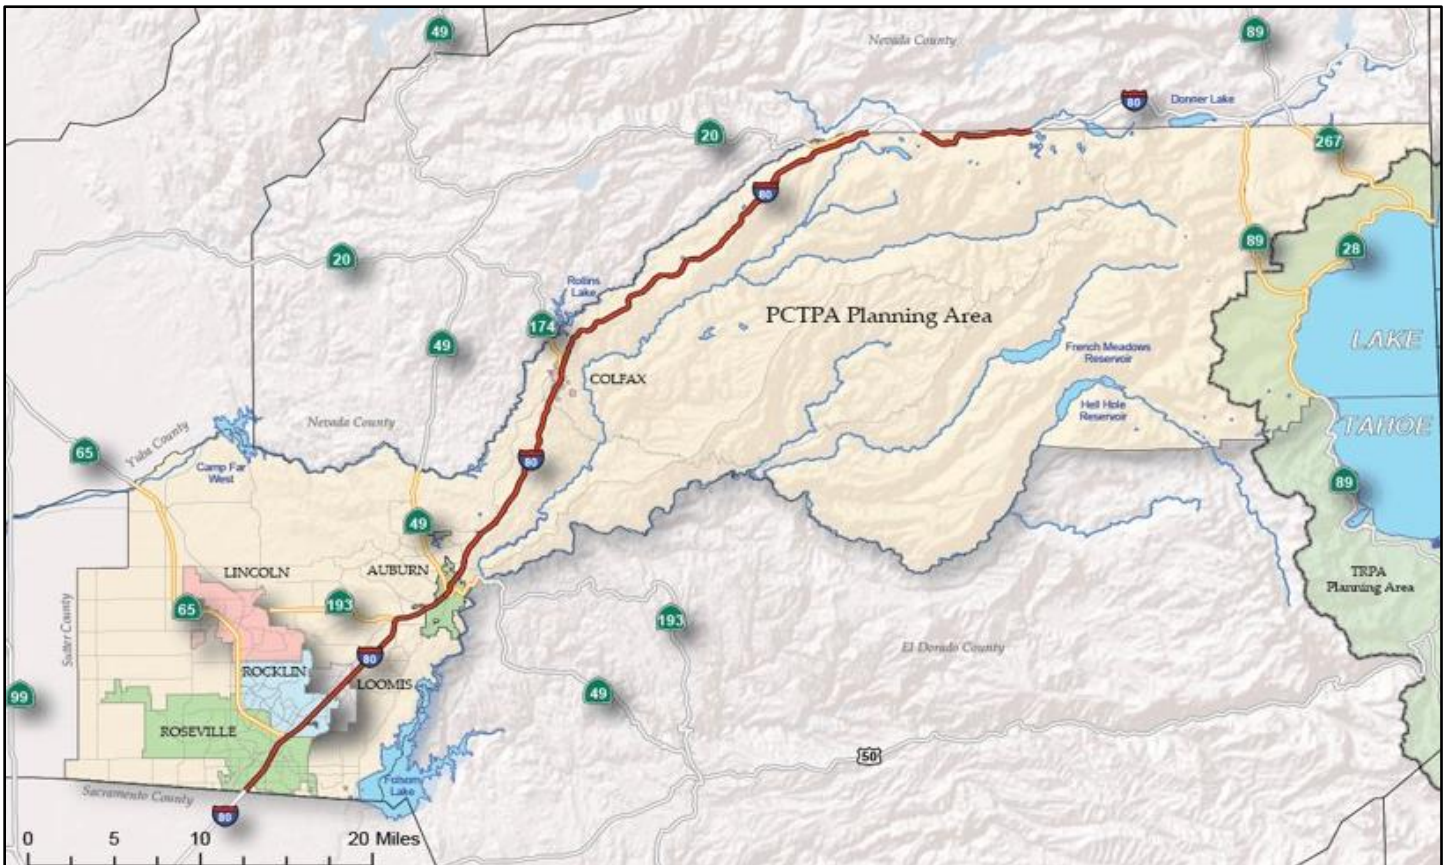 49
Nevada County
89
80
Donner Lake
20
267
80
89
28
20
Rollins
Lake
174
PCTPA Planning Area
LAKE
49
French Meadows
Reservoir
COLFAX
Hell Hole
Reservoir
Nevada County
TAHOE
65
Yuba County
80
Camp Far
West
89
49
LINCOLN
AUBURN
TRPA
Planning Area
65
193
193
Sutter County
80
El Dorado County
ROCKLIN
LOOMIS
99
49
ROSEVILLE
50
Folsom
Lake
Sacramento County
80
0 5 10 20 Miles